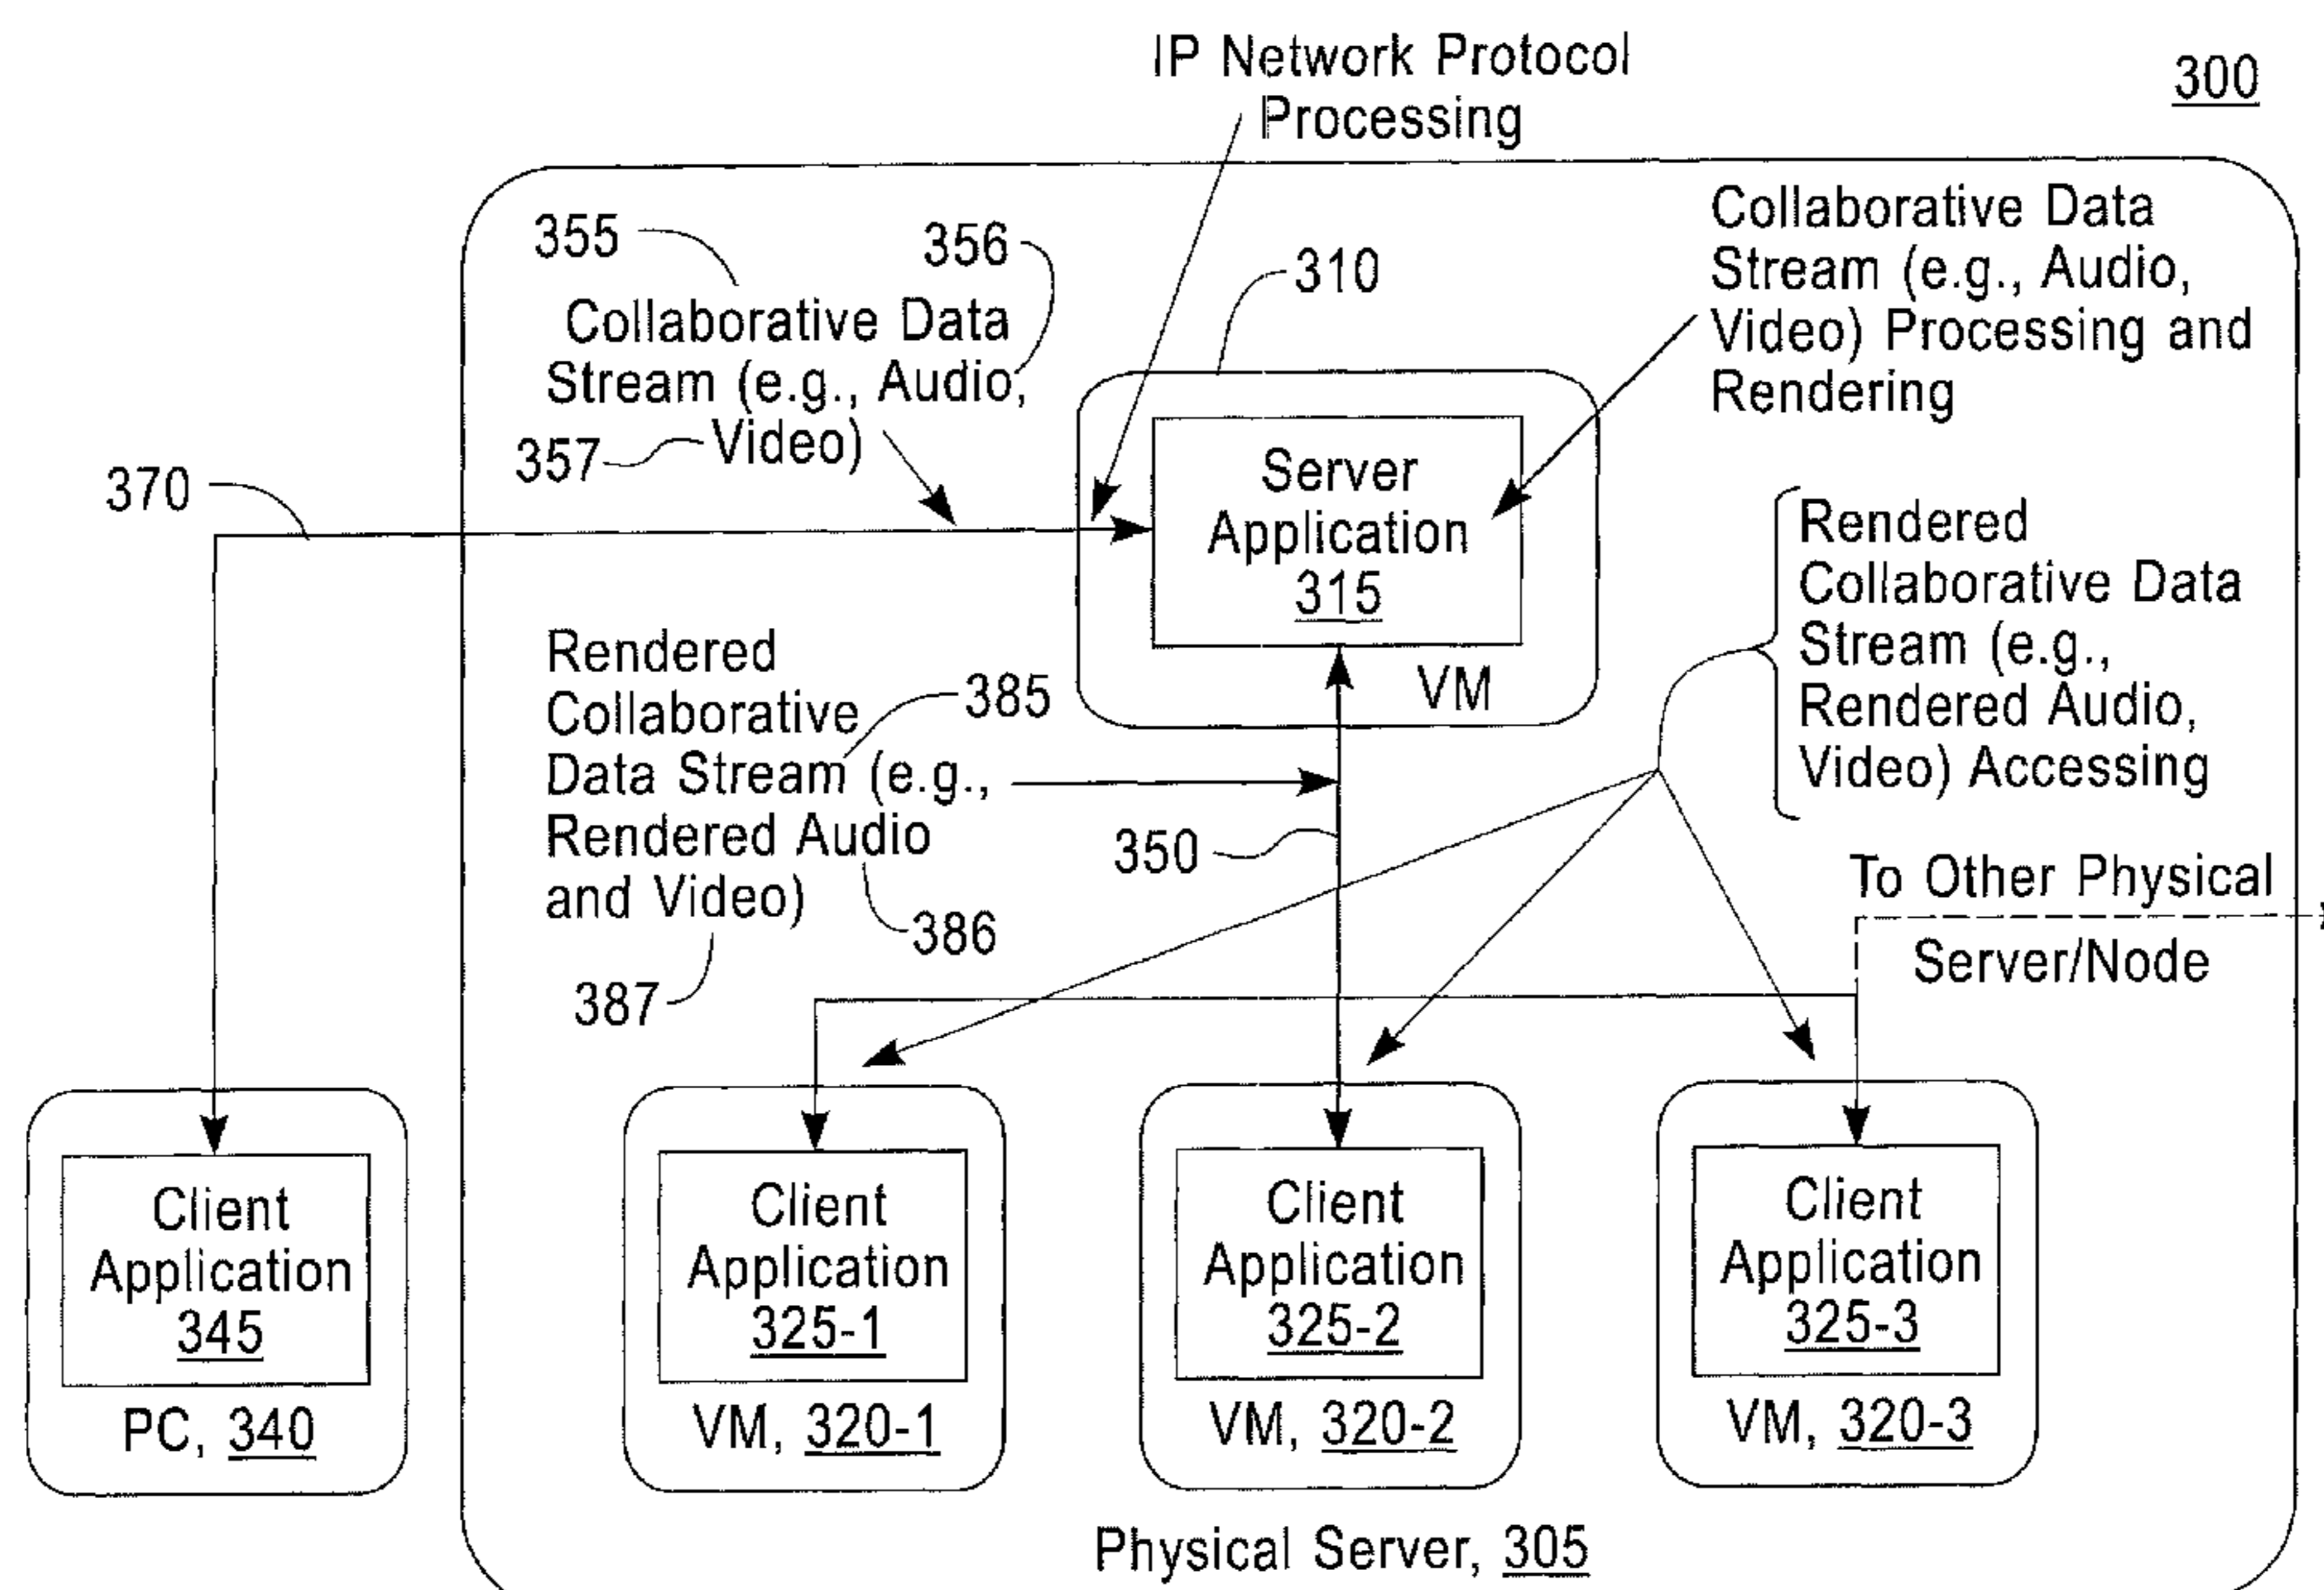 IP Network Protocol
Processing
300
355
356
310
Collaborative Data
Stream (e.g., Audio,
Video) Processing and
Rendering
Collaborative Data
Stream (e.g., Audio,
357
Video)
370
Server
Application
315
VM
Rendered
Collaborative Data
Stream (e.g.,
Rendered Audio,
Video) Accessing
Rendered
Collaborative
385
Data Stream (e.g.,
Rendered Audio
and Video)
386
387
350
To Other Physical
Server/Node
Client
Application
345
PC, 340
Client
Application
325-1
VM, 320-1
Client
Application
325-2
VM, 320-2
Client
Application
325-3
VM, 320-3
Physical Server, 305